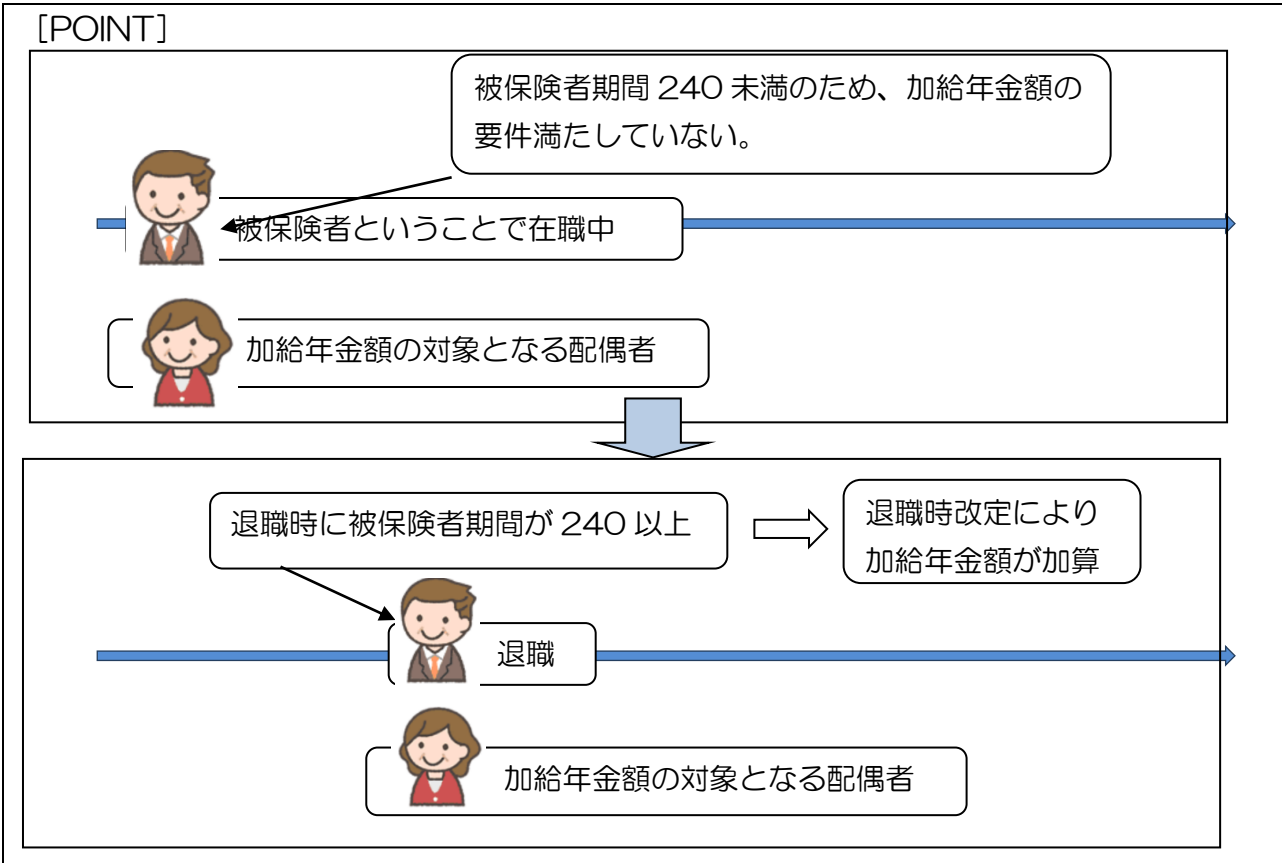 [POINT]
被保険者期間 240 未満のため、加給年金額の
要件満たしていない。
被保険者ということで在職中
加給年金額の対象となる配偶者
退職時に被保険者期間が 240 以上
退職時改定により
加給年金額が加算
退職
加給年金額の対象となる配偶者